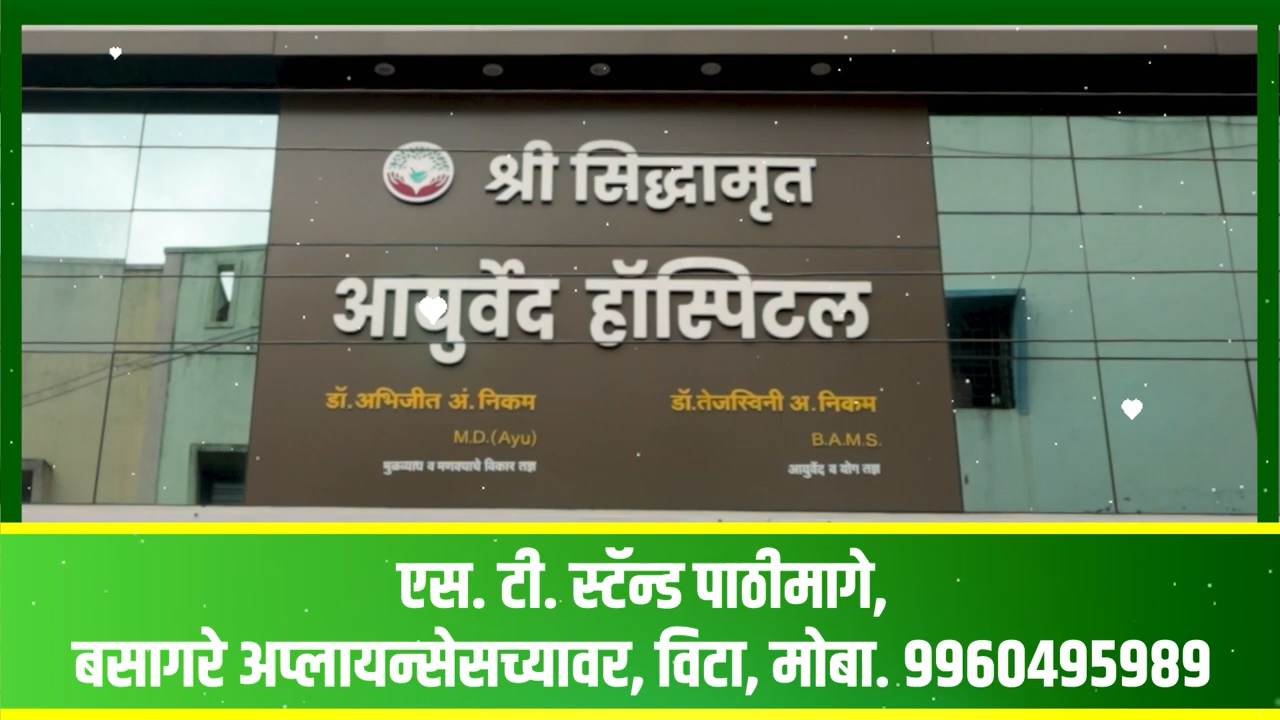 श्री सिद्धामृत
आयुर्वेद हॉस्पिटल
डॉ.अभिजीत अं.निकम
M.D.(Ayu)
मुळव्याध व मणक्याचे विकार तज्ञ
डॉ.तेजस्विनी अ.निकम
B.A.M.S.
आयुर्वेद व योग तज्ञ
एस. टी. स्टॅन्ड पाठीमागे,
बसागरे अप्लायन्सेसच्यावर, विटा, मोबा. 9960495989